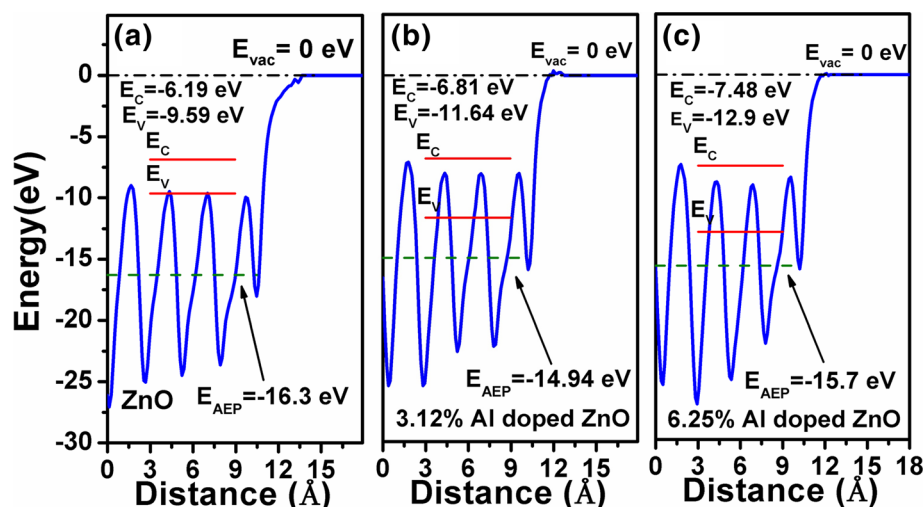 (a)
E_vac= 0 eV
E_C=-6.19 eV
E_V=-9.59 eV
E_C
E_V
E_AEP=-16.3 eV
ZnO
(b)
E_vac= 0 eV
E_C=-6.81 eV
E_V=-11.64 eV
E_C
E_V
E_AEP=-14.94 eV
3.12% Al doped ZnO
(c)
E_vac= 0 eV
E_C=-7.48 eV
E_V=-12.9 eV
E_C
E_V
E_AEP=-15.7 eV
6.25% Al doped ZnO
Energy(eV)
0
-5
-10
-15
-20
-25
-30
0 3 6 9 12 15
0 3 6 9 12 15
0 3 6 9 12 15 18
Distance (Å)
Distance (Å)
Distance (Å)